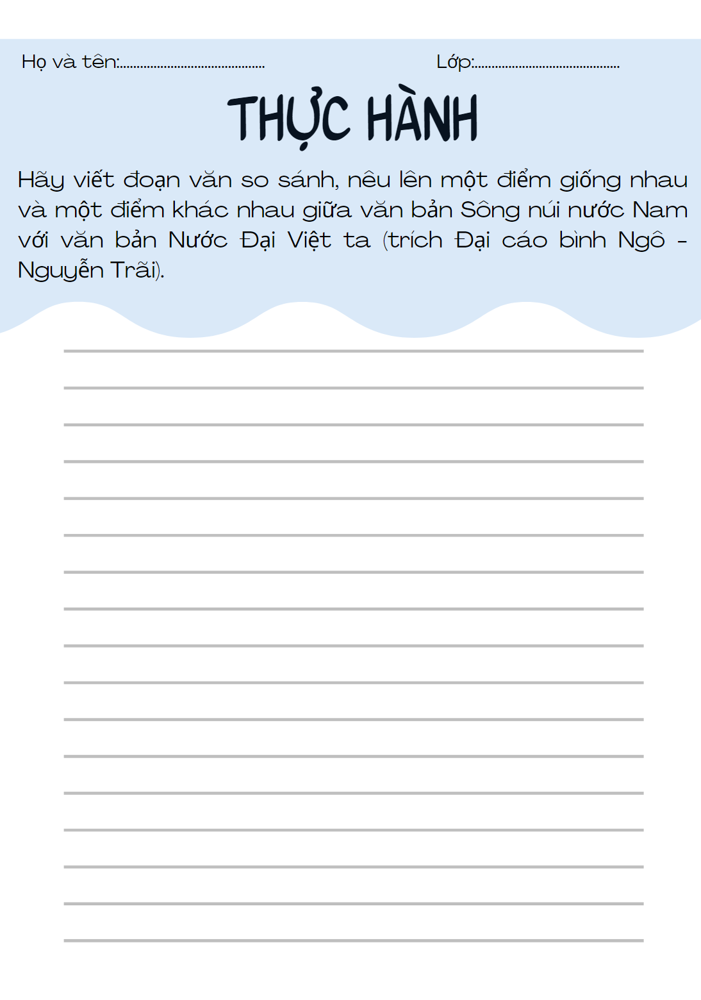 Họ và tên:........................................... Lớp:...........................................
THỰC HÀNH
Hãy viết đoạn văn so sánh, nêu lên một điểm giống nhau
và một điểm khác nhau giữa văn bản Sông núi nước Nam
với văn bản Nước Đại Việt ta (trích Đại cáo bình Ngô -
Nguyễn Trãi).